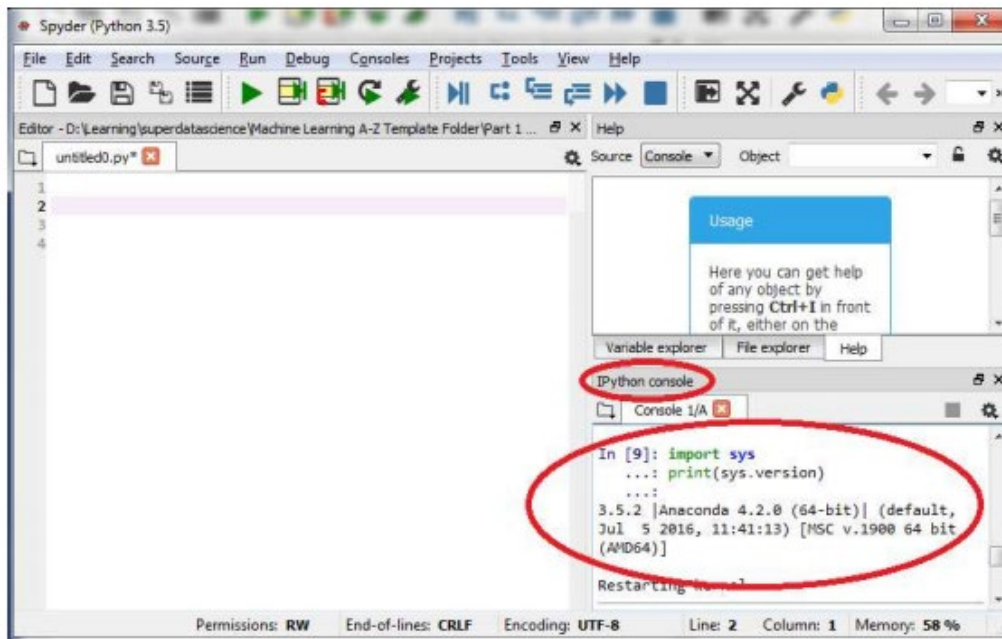 Spyder (Python 3.5)
File Edit Search Source Run Debug Consoles Projects Tools View Help
Editor - D:\Learning\superdatascience\Machine Learning A-Z Template Folder\Part 1 ...
untitled0.py*
1
2
3
4
Help
Source Console Object
Usage
Here you can get help
of any object by
pressing Ctrl+I in front
of it, either on the
Variable explorer File explorer Help
IPython console
Console 1/A
In [9]: import sys
...: print(sys.version)
...:
3.5.2 |Anaconda 4.2.0 (64-bit)| (default,
Jul 5 2016, 11:41:13) [MSC v.1900 64 bit
(AMD64)]
Restarting
Permissions: RW End-of-lines: CRLF Encoding: UTF-8 Line: 2 Column: 1 Memory: 58 %